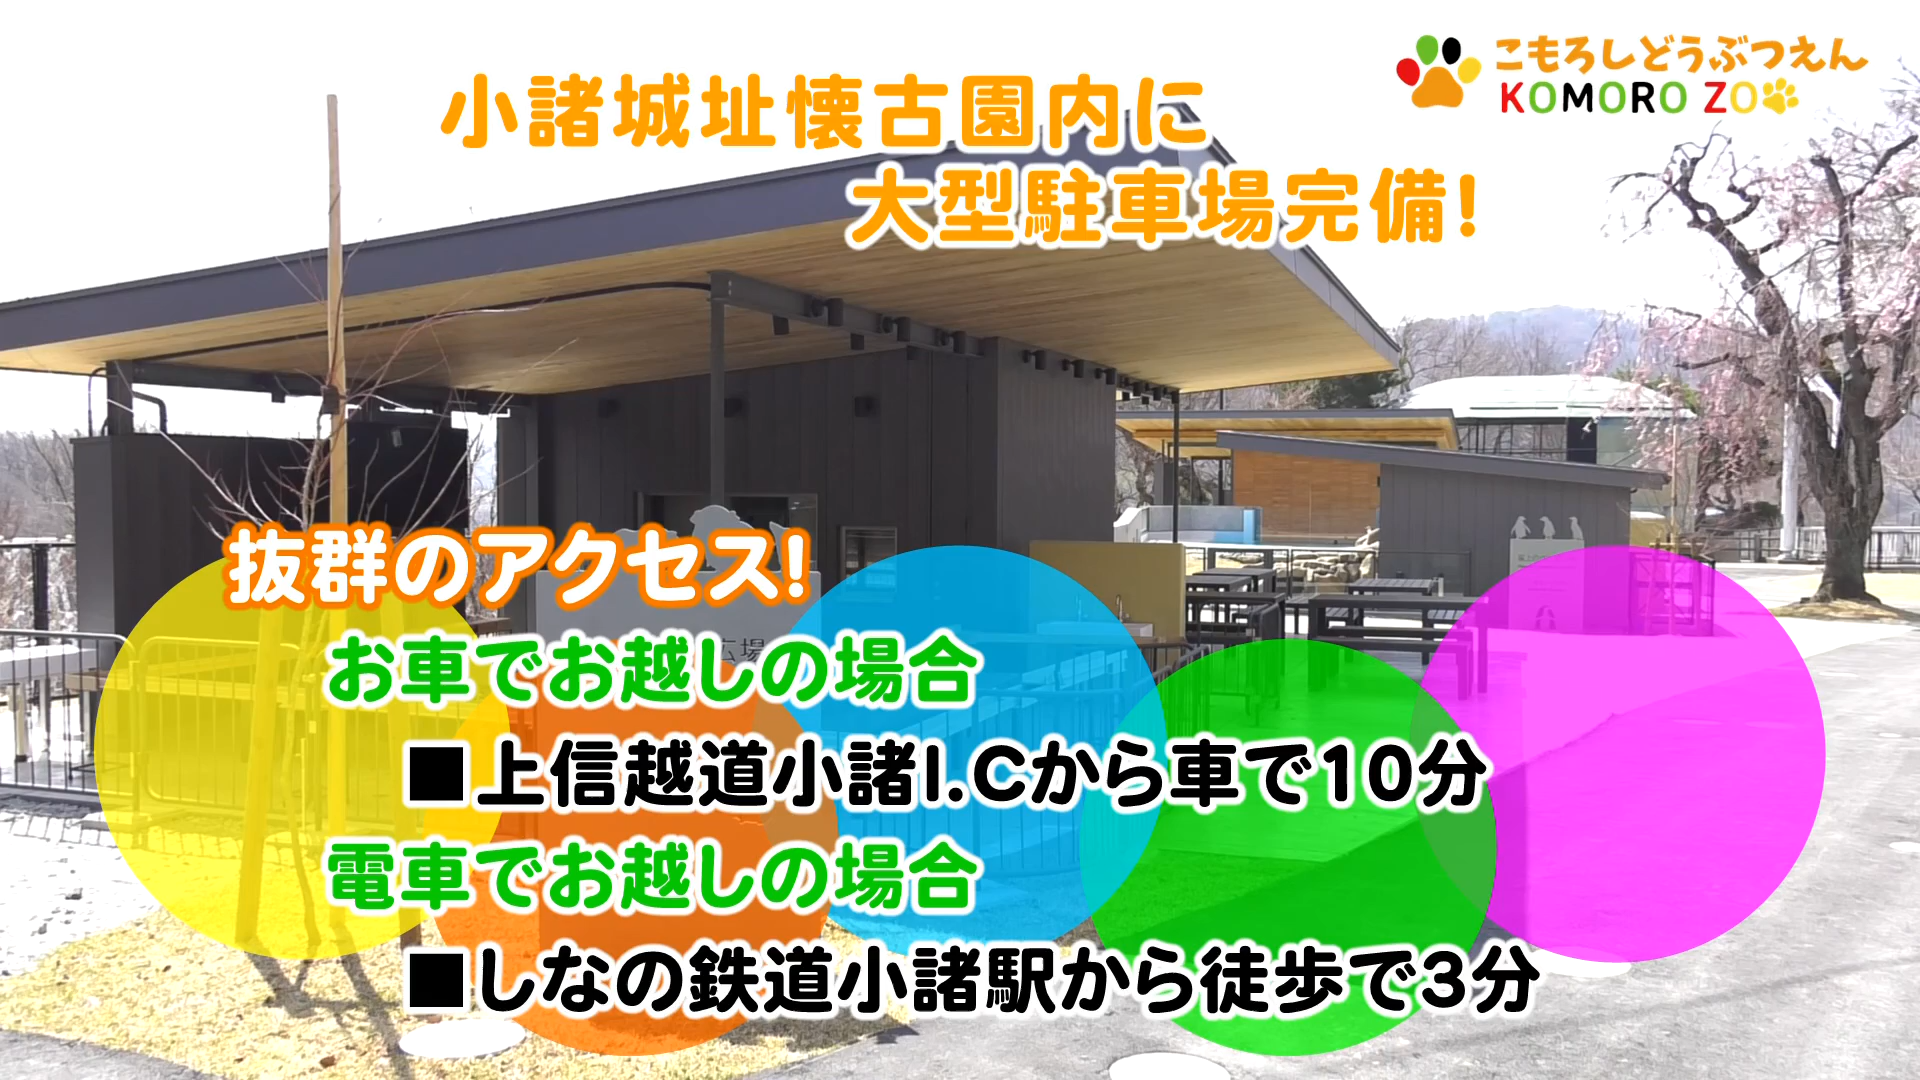 こもろしどうぶつえん
KOMORO ZOO
小諸城址懐古園内に
大型駐車場完備!
抜群のアクセス!
広場
お車でお越しの場合
■上信越道小諸I.Cから車で10分
電車でお越しの場合
■しなの鉄道小諸駅から徒歩で3分